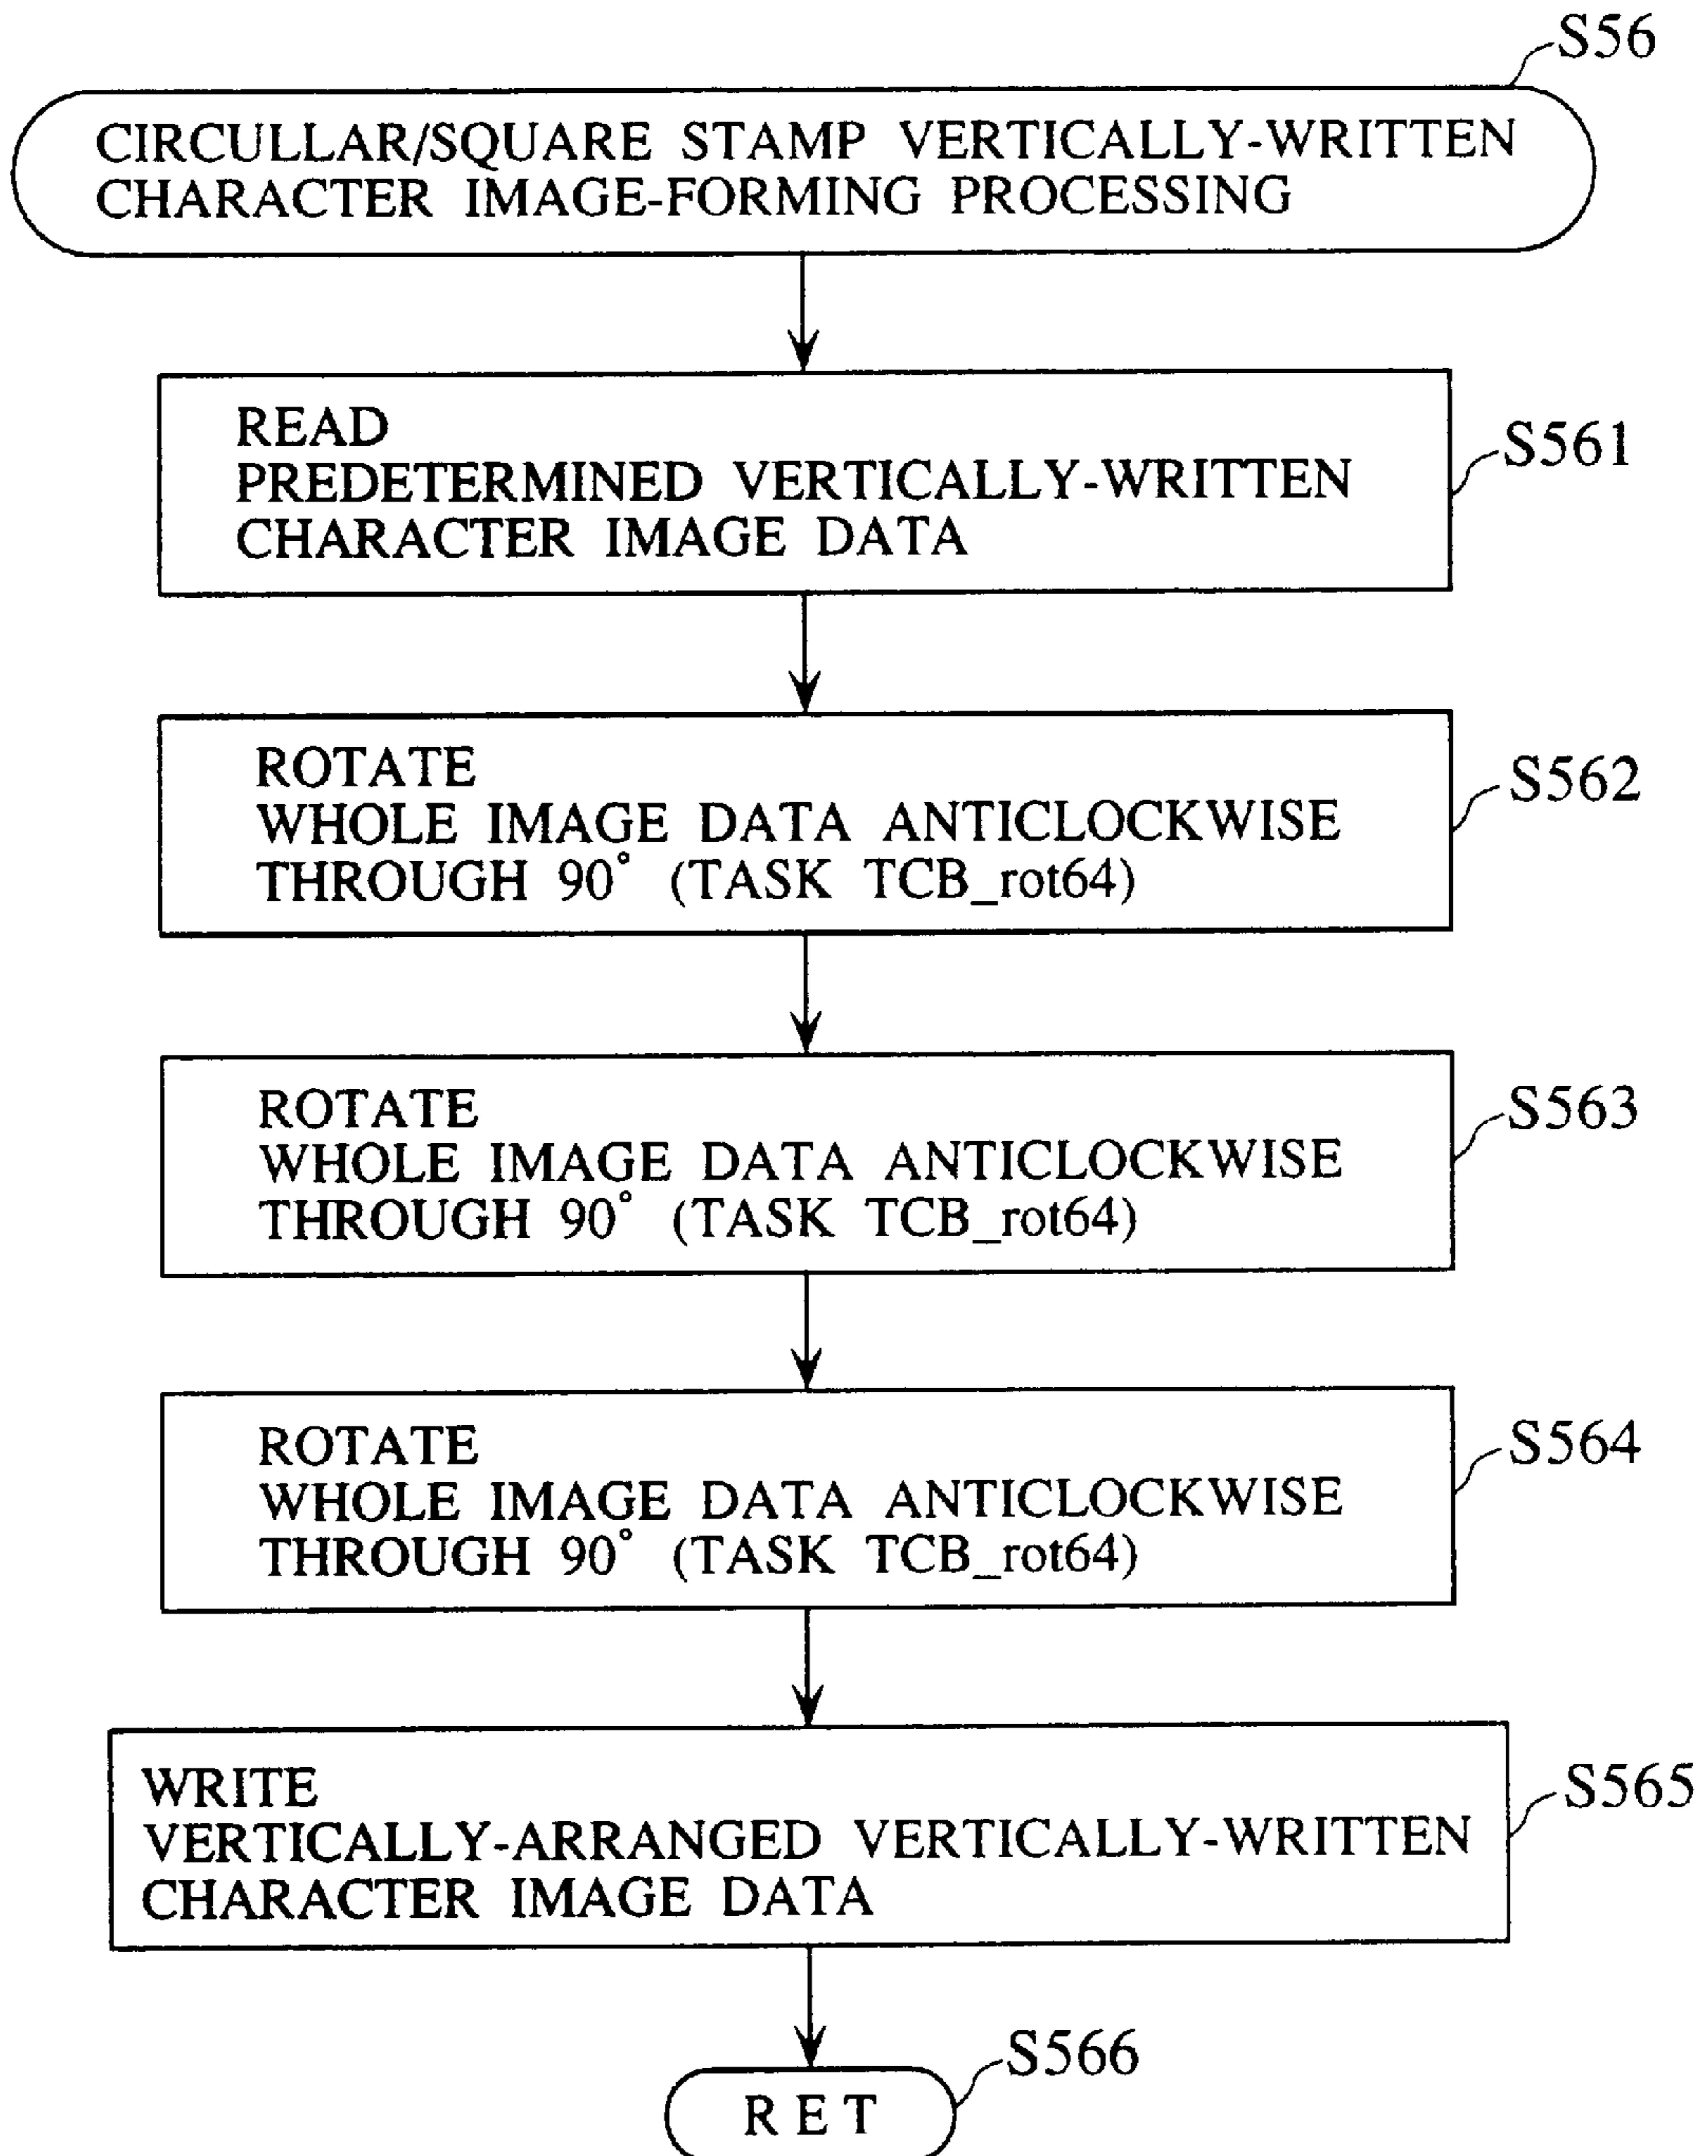 S56
CIRCULLAR/SQUARE STAMP VERTICALLY-WRITTEN
CHARACTER IMAGE-FORMING PROCESSING
READ
PREDETERMINED VERTICALLY-WRITTEN
CHARACTER IMAGE DATA
S561
ROTATE
WHOLE IMAGE DATA ANTICLOCKWISE
THROUGH 90° (TASK TCB_rot64)
S562
ROTATE
WHOLE IMAGE DATA ANTICLOCKWISE
THROUGH 90° (TASK TCB_rot64)
S563
ROTATE
WHOLE IMAGE DATA ANTICLOCKWISE
THROUGH 90° (TASK TCB_rot64)
S564
WRITE
VERTICALLY-ARRANGED VERTICALLY-WRITTEN
CHARACTER IMAGE DATA
S565
S566
RET